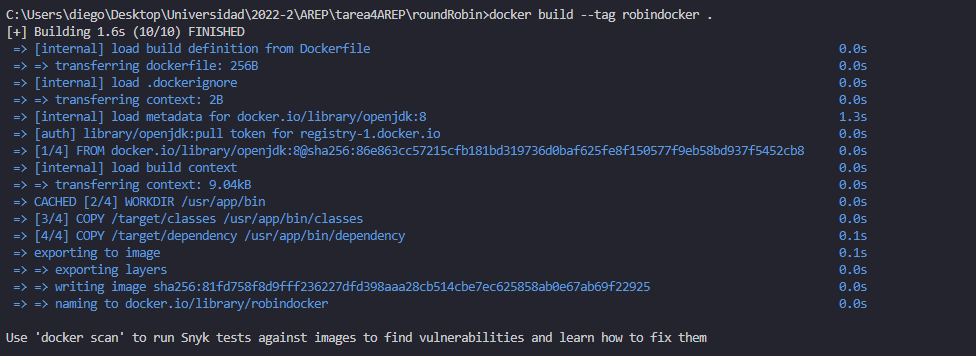 C:\Users\diego\Desktop\Universidad\2022-2\AREP\tarea4AREP\roundRobin>docker build --tag robindocker .
[+] Building 1.6s (10/10) FINISHED
=> [internal] load build definition from Dockerfile 0.0s
=> => transferring dockerfile: 256B 0.0s
=> [internal] load .dockerignore 0.0s
=> => transferring context: 2B 0.0s
=> [internal] load metadata for docker.io/library/openjdk:8 1.3s
=> [auth] library/openjdk:pull token for registry-1.docker.io 0.0s
=> [1/4] FROM docker.io/library/openjdk:8@sha256:86e863cc57215cfb181bd319736d0baf625fe8f150577f9eb58bd937f5452cb8 0.0s
=> [internal] load build context 0.0s
=> => transferring context: 9.04kB 0.0s
=> CACHED [2/4] WORKDIR /usr/app/bin 0.0s
=> [3/4] COPY /target/classes /usr/app/bin/classes 0.0s
=> [4/4] COPY /target/dependency /usr/app/bin/dependency 0.1s
=> exporting to image 0.1s
=> => exporting layers 0.0s
=> => writing image sha256:81fd758f8d9fff236227dfd398aaa28cb514cbe7ec625858ab0e67ab69f22925 0.0s
=> => naming to docker.io/library/robindocker 0.0s
Use 'docker scan' to run Snyk tests against images to find vulnerabilities and learn how to fix them